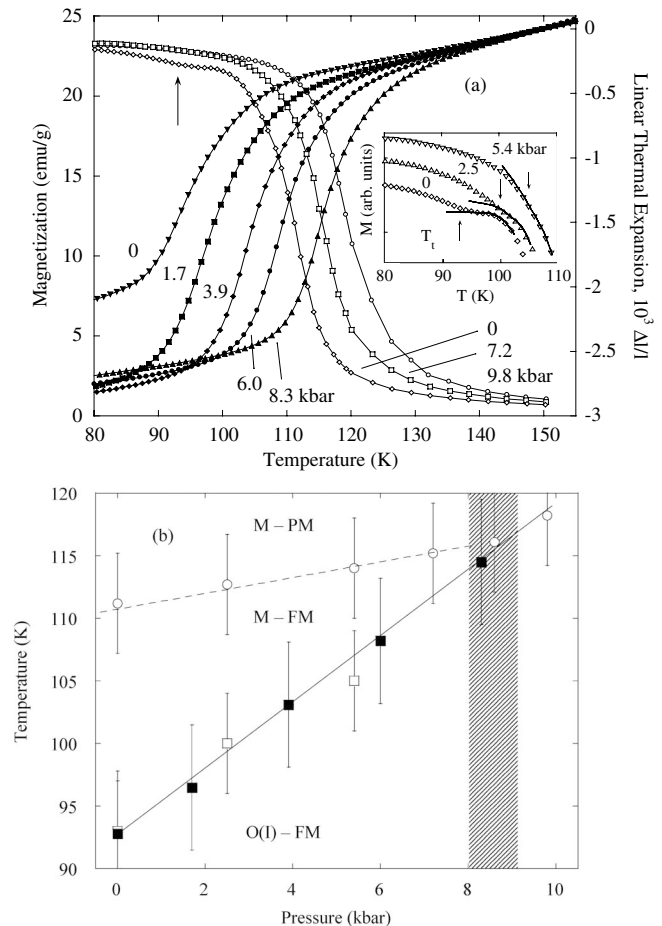 (a)
Magnetization (emu/g)
25
20
15
10
5
0
80 90 100 110 120 130 140 150
Temperature (K)
0
-0.5
-1
-1.5
-2
-2.5
-3
Linear Thermal Expansion, 10³ Δl/l
0
1.7
3.9
6.0
8.3 kbar
0
7.2
9.8 kbar
M (arb. units)
5.4 kbar
2.5
0
Tₜ
80 90 100 110
T (K)
(b)
Temperature (K)
120
115
110
105
100
95
90
M – PM
M – FM
O(I) – FM
0 2 4 6 8 10
Pressure (kbar)